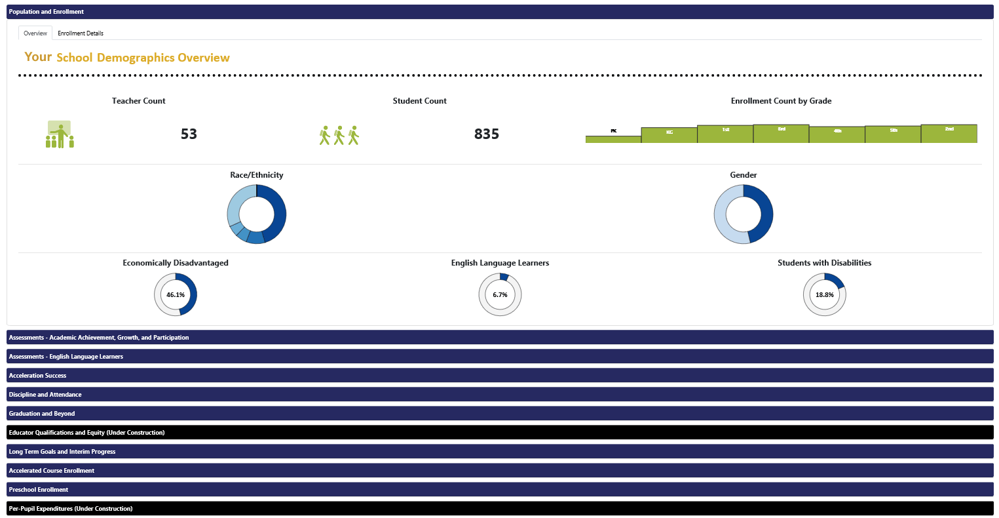 Population and Enrollment
Overview
Enrollment Details
Your School Demographics Overview
Teacher Count
Student Count
Enrollment Count by Grade
53
835
PK
KG
1st
3rd
4th
5th
2nd
Race/Ethnicity
Gender
Economically Disadvantaged
English Language Learners
Students with Disabilities
46.1%
6.7%
18.8%
Assessments - Academic Achievement, Growth, and Participation
Assessments - English Language Learners
Acceleration Success
Discipline and Attendance
Graduation and Beyond
Educator Qualifications and Equity (Under Construction)
Long Term Goals and Interim Progress
Accelerated Course Enrollment
Preschool Enrollment
Per-Pupil Expenditures (Under Construction)